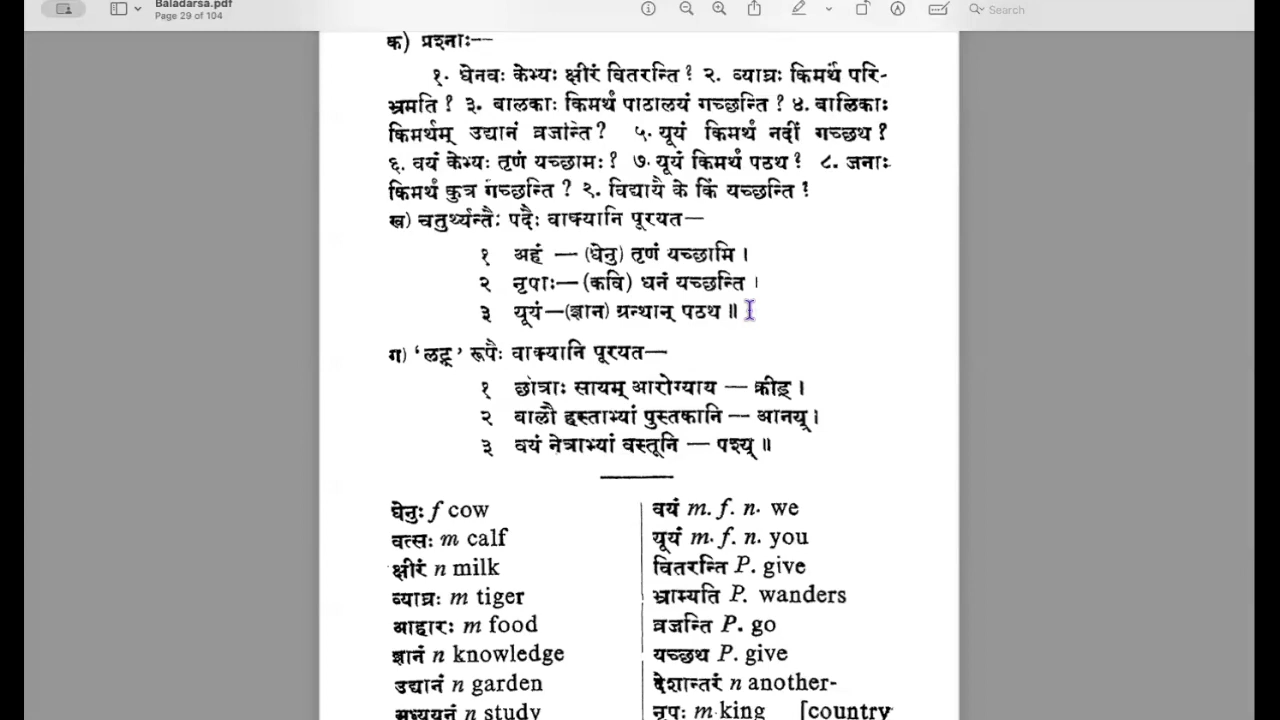 Baladarsa.pdf
Page 29 of 104
Search
क) प्रश्नाः--
१. धेनवः केभ्यः क्षीरं वितरन्ति ? २. व्याघ्रः किमर्थं परि-
भ्रमति ? ३. बालकाः किमर्थं पाठालयं गच्छन्ति ? ४. बालिकाः
किमर्थम् उद्यानं व्रजन्ति ? ५. यूयं किमर्थं नदीं गच्छथ ?
६. वयं केभ्यः तृणं यच्छामः ? ७. यूयं किमर्थं पठथ ? ८. जनाः
किमर्थं कुत्र गच्छन्ति ? २. विद्यायै के किं यच्छन्ति ?
ख) चतुर्थ्यन्तैः पदैः वाक्यानि पूरयत—
१ अहं — (धेनु) तृणं यच्छामि ।
२ नृपाः— (कवि) धनं यच्छन्ति ।
३ यूयं—(ज्ञान) ग्रन्थान् पठथ ॥
ग) 'लट्' रूपैः वाक्यानि पूरयत—
१ छात्राः सायम् आरोग्याय — क्रीड् ।
२ बालौ हस्ताभ्यां पुस्तकानि — आनय् ।
३ वयं नेत्राभ्यां वस्तूनि — पश्य् ॥
धेनुः f cow
वत्सः m calf
क्षीरं n milk
व्याघ्रः m tiger
आहारः m food
ज्ञानं n knowledge
उद्यानं n garden
अध्ययनं n study
वयं m. f. n. we
यूयं m. f. n. you
वितरन्ति P. give
भ्राम्यति P. wanders
व्रजन्ति P. go
यच्छथ P. give
देशान्तरं n another-
नृपः m king [country